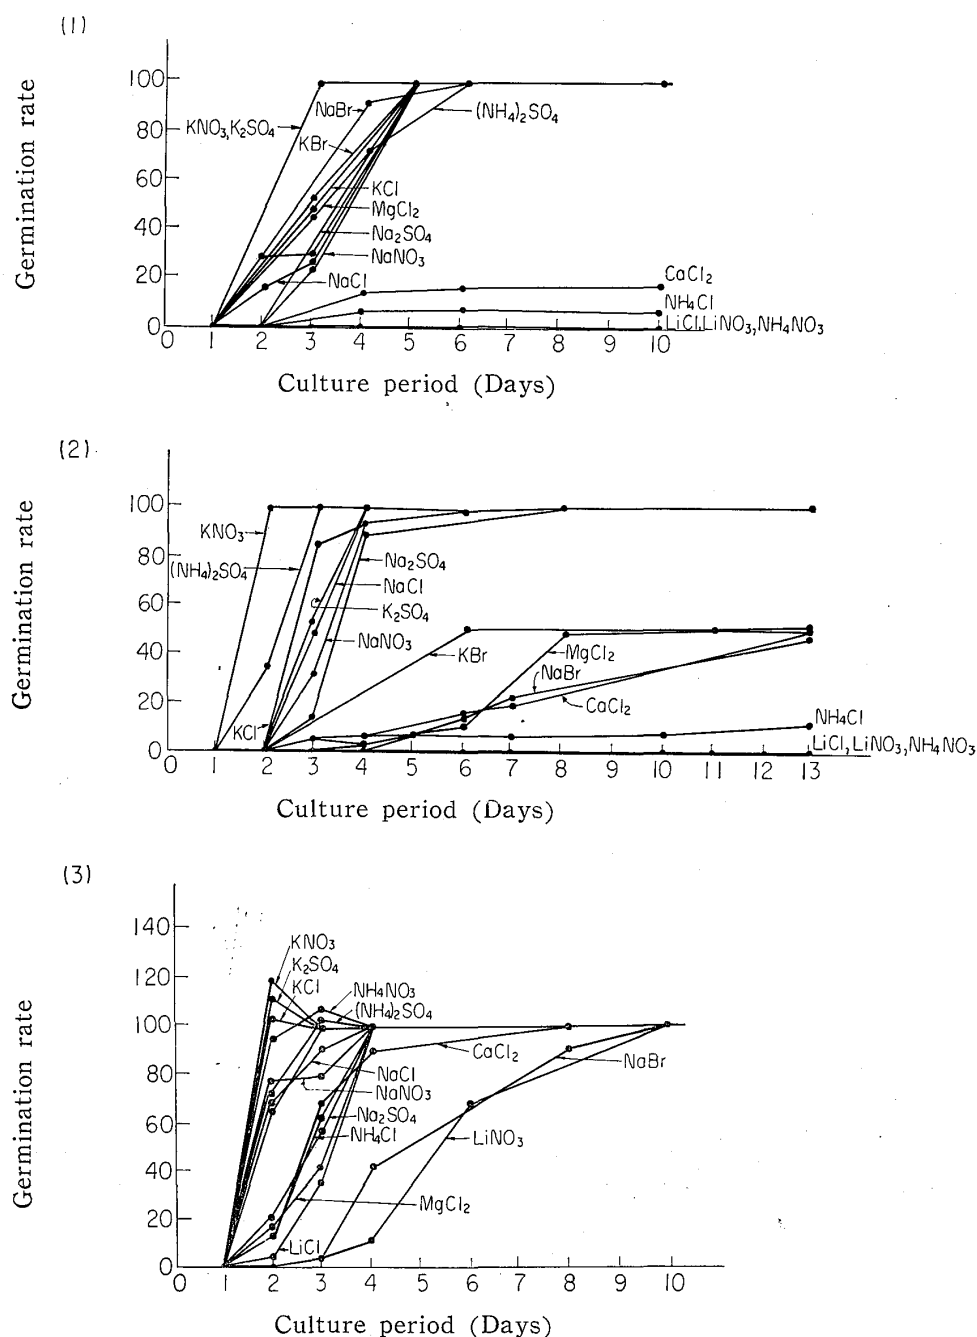 (1)
Germination rate
100
80
60
40
20
0
KNO₃,K₂SO₄
NaBr
KBr
(NH₄)₂SO₄
KCl
MgCl₂
Na₂SO₄
NaNO₃
NaCl
CaCl₂
NH₄Cl
LiCl,LiNO₃,NH₄NO₃
0 1 2 3 4 5 6 7 8 9 10
Culture period (Days)
(2)
Germination rate
100
80
60
40
20
0
KNO₃
(NH₄)₂SO₄
Na₂SO₄
NaCl
K₂SO₄
NaNO₃
KBr
MgCl₂
NaBr
CaCl₂
KCl
NH₄Cl
LiCl,LiNO₃,NH₄NO₃
0 1 2 3 4 5 6 7 8 10 11 12 13
Culture period (Days)
(3)
Germination rate
140
120
100
80
60
40
20
0
KNO₃
K₂SO₄
KCl
NH₄NO₃
(NH₄)₂SO₄
CaCl₂
NaBr
NaCl
NaNO₃
Na₂SO₄
NH₄Cl
LiNO₃
MgCl₂
LiCl
0 1 2 3 4 5 6 7 8 9 10
Culture period (Days)